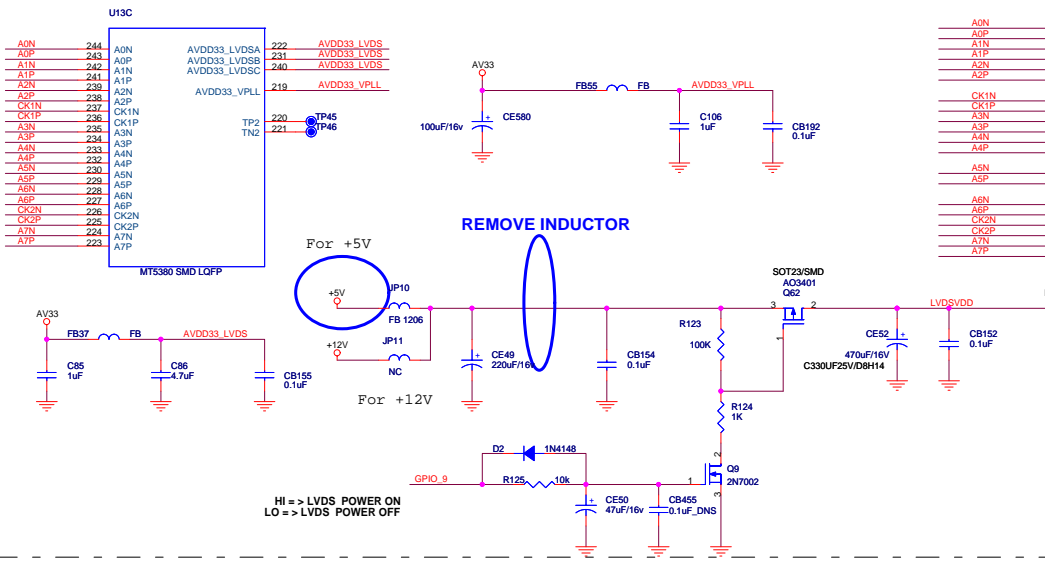 U13C
A0N 244 A0N
A0P 243 A0P
A1N 242 A1N
A1P 241 A1P
A2N 239 A2N
A2P 238 A2P
CK1N 237 CK1N
CK1P 236 CK1P
A3N 235 A3N
A3P 234 A3P
A4N 233 A4N
A4P 232 A4P
A5N 230 A5N
A5P 229 A5P
A6N 228 A6N
A6P 227 A6P
CK2N 226 CK2N
CK2P 225 CK2P
A7N 224 A7N
A7P 223 A7P
AVDD33_LVDSA 222 AVDD33_LVDS
AVDD33_LVDSB 231 AVDD33_LVDS
AVDD33_LVDSC 240 AVDD33_LVDS
AVDD33_VPLL 219 AVDD33_VPLL
TP2 220 TP45
TN2 221 TP46
MT5380 SMD LQFP
AV33
FB55 FB AVDD33_VPLL
CE580
100uF/16v
C106
1uF
CB192
0.1uF
A0N
A0P
A1N
A1P
A2N
A2P
CK1N
CK1P
A3N
A3P
A4N
A4P
A5N
A5P
A6N
A6P
CK2N
CK2P
A7N
A7P
REMOVE INDUCTOR
For +5V
+5V
JP10
FB 1206
+12V
JP11
NC
For +12V
CE49
220uF/16v
CB154
0.1uF
R123
100K
SOT23/SMD
AO3401
Q62
3 2
1
LVDSVDD
CE52
470uF/16V
C330UF25V/D8H14
CB152
0.1uF
AV33
FB37 FB AVDD33_LVDS
C85
1uF
C86
4.7uF
CB155
0.1uF
R124
1K
D2 1N4148
GPIO_9
R125 10k
CE50
47uF/16v
CB455
0.1uF_DNS
1
2
3
Q9
2N7002
HI = > LVDS POWER ON
LO = > LVDS POWER OFF